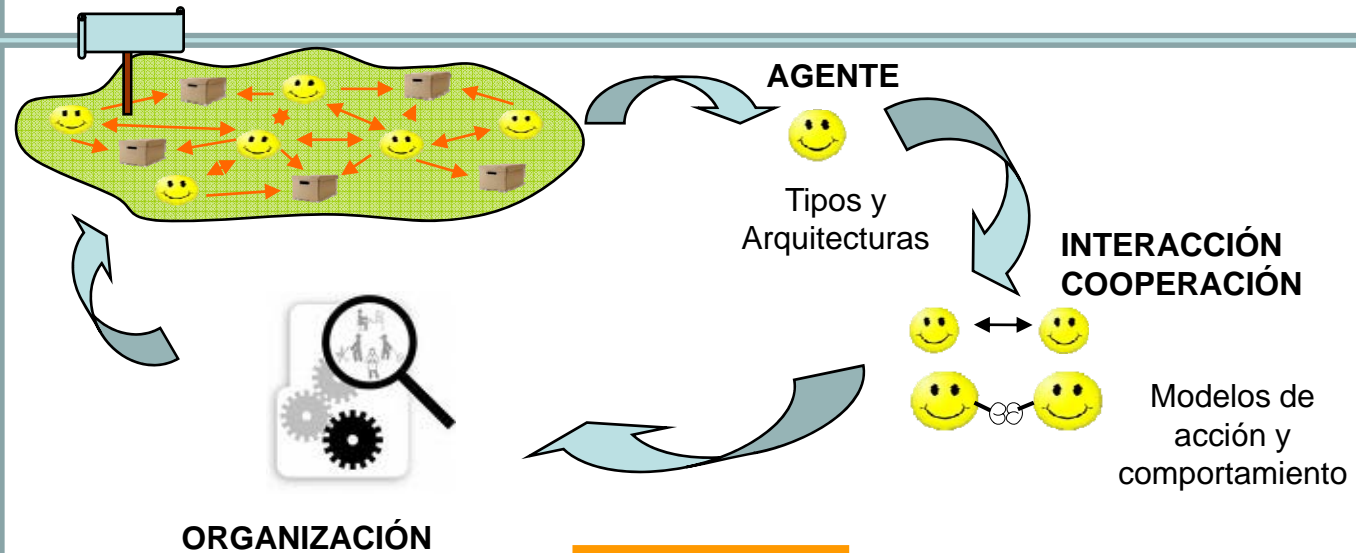 AGENTE
Tipos y
Arquitecturas
INTERACCIÓN
COOPERACIÓN
Modelos de
acción y
comportamiento
ORGANIZACIÓN